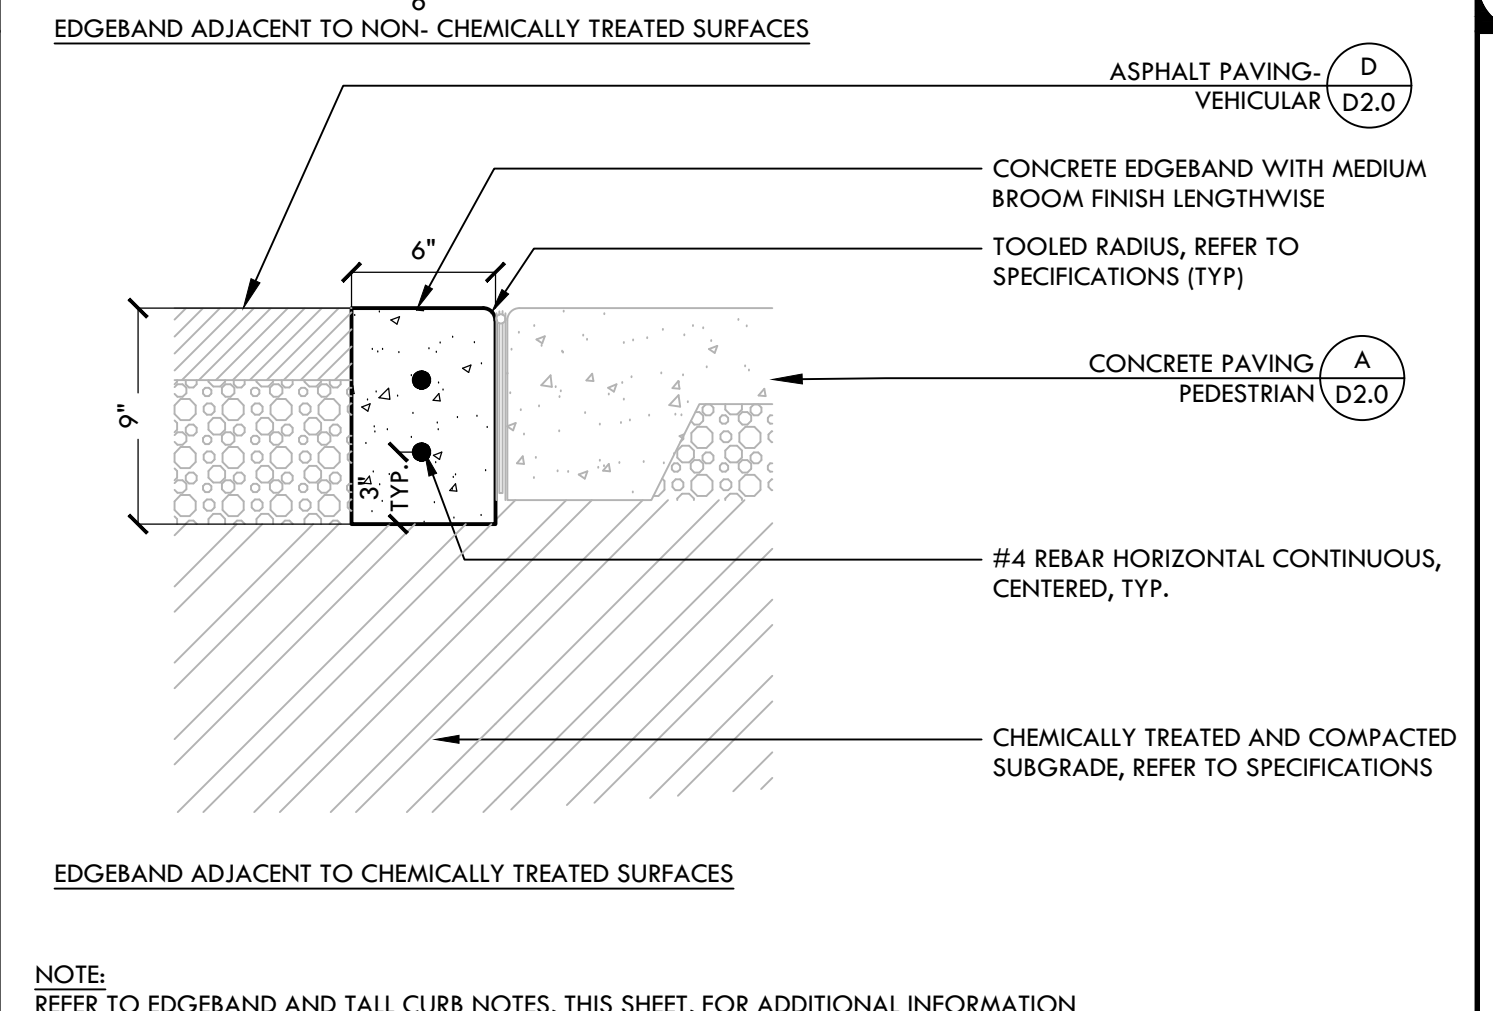 EDGEBAND ADJACENT TO NON- CHEMICALLY TREATED SURFACES
ASPHALT PAVING-
VEHICULAR
D
D2.0
CONCRETE EDGEBAND WITH MEDIUM
BROOM FINISH LENGTHWISE
6"
TOOLED RADIUS, REFER TO
SPECIFICATIONS (TYP)
CONCRETE PAVING
PEDESTRIAN
A
D2.0
9"
3"
TYP.
#4 REBAR HORIZONTAL CONTINUOUS,
CENTERED, TYP.
CHEMICALLY TREATED AND COMPACTED
SUBGRADE, REFER TO SPECIFICATIONS
EDGEBAND ADJACENT TO CHEMICALLY TREATED SURFACES
NOTE:
REFER TO EDGEBAND AND TALL CURB NOTES, THIS SHEET, FOR ADDITIONAL INFORMATION